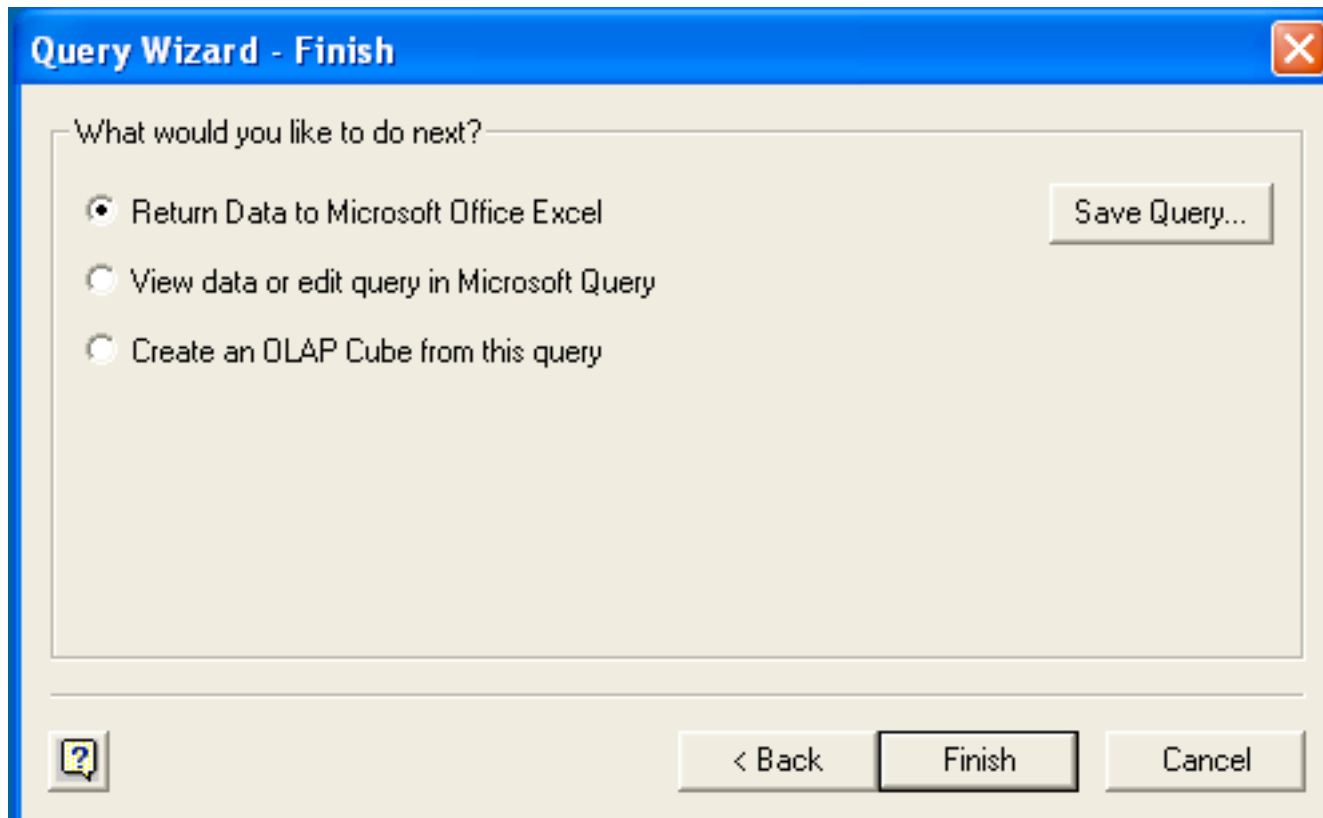 Query Wizard - Finish
What would you like to do next?
Return Data to Microsoft Office Excel
Save Query...
View data or edit query in Microsoft Query
Create an OLAP Cube from this query
?
< Back
Finish
Cancel